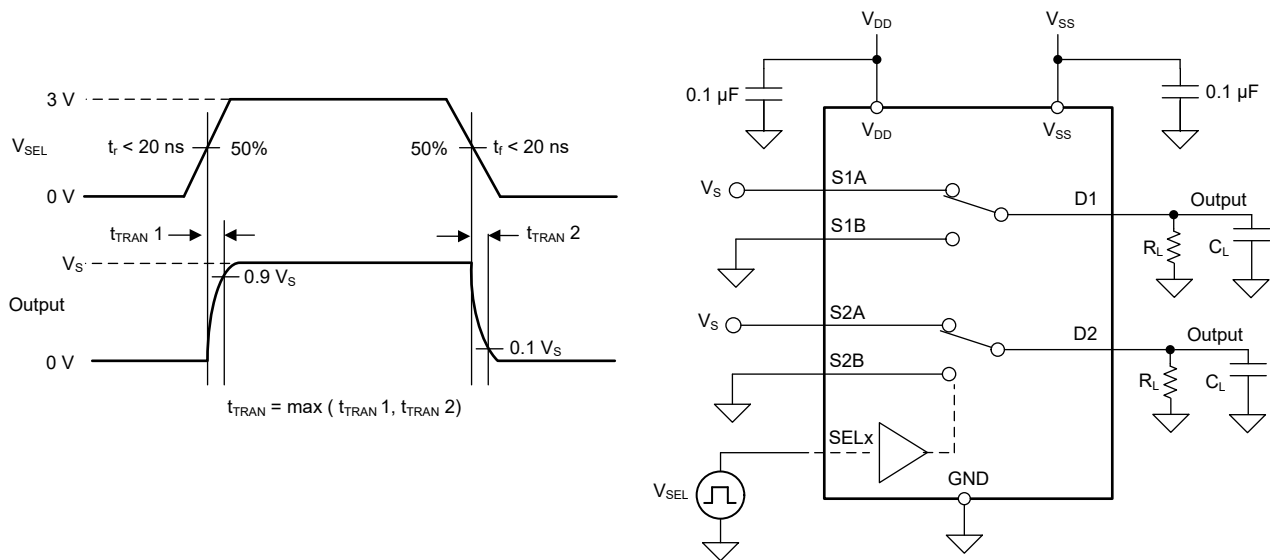 3 V
V_SEL
t_r < 20 ns
50%
50%
t_f < 20 ns
0 V
t_TRAN 1
t_TRAN 2
V_S
0.9 V_S
Output
0.1 V_S
0 V
t_TRAN = max ( t_TRAN 1, t_TRAN 2)
V_DD
V_SS
0.1 µF
0.1 µF
V_DD
V_SS
V_S
S1A
D1
Output
S1B
R_L
C_L
V_S
S2A
D2
Output
S2B
R_L
C_L
SELx
V_SEL
GND